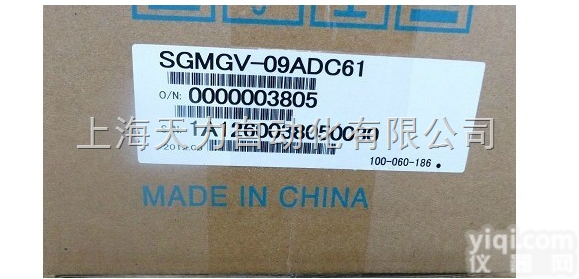 SGMGV-09ADC61
O/N: 0000003805
上海天力自动化有限公司
100-060-186
MADE IN CHINA
yiqi.com
仪器网